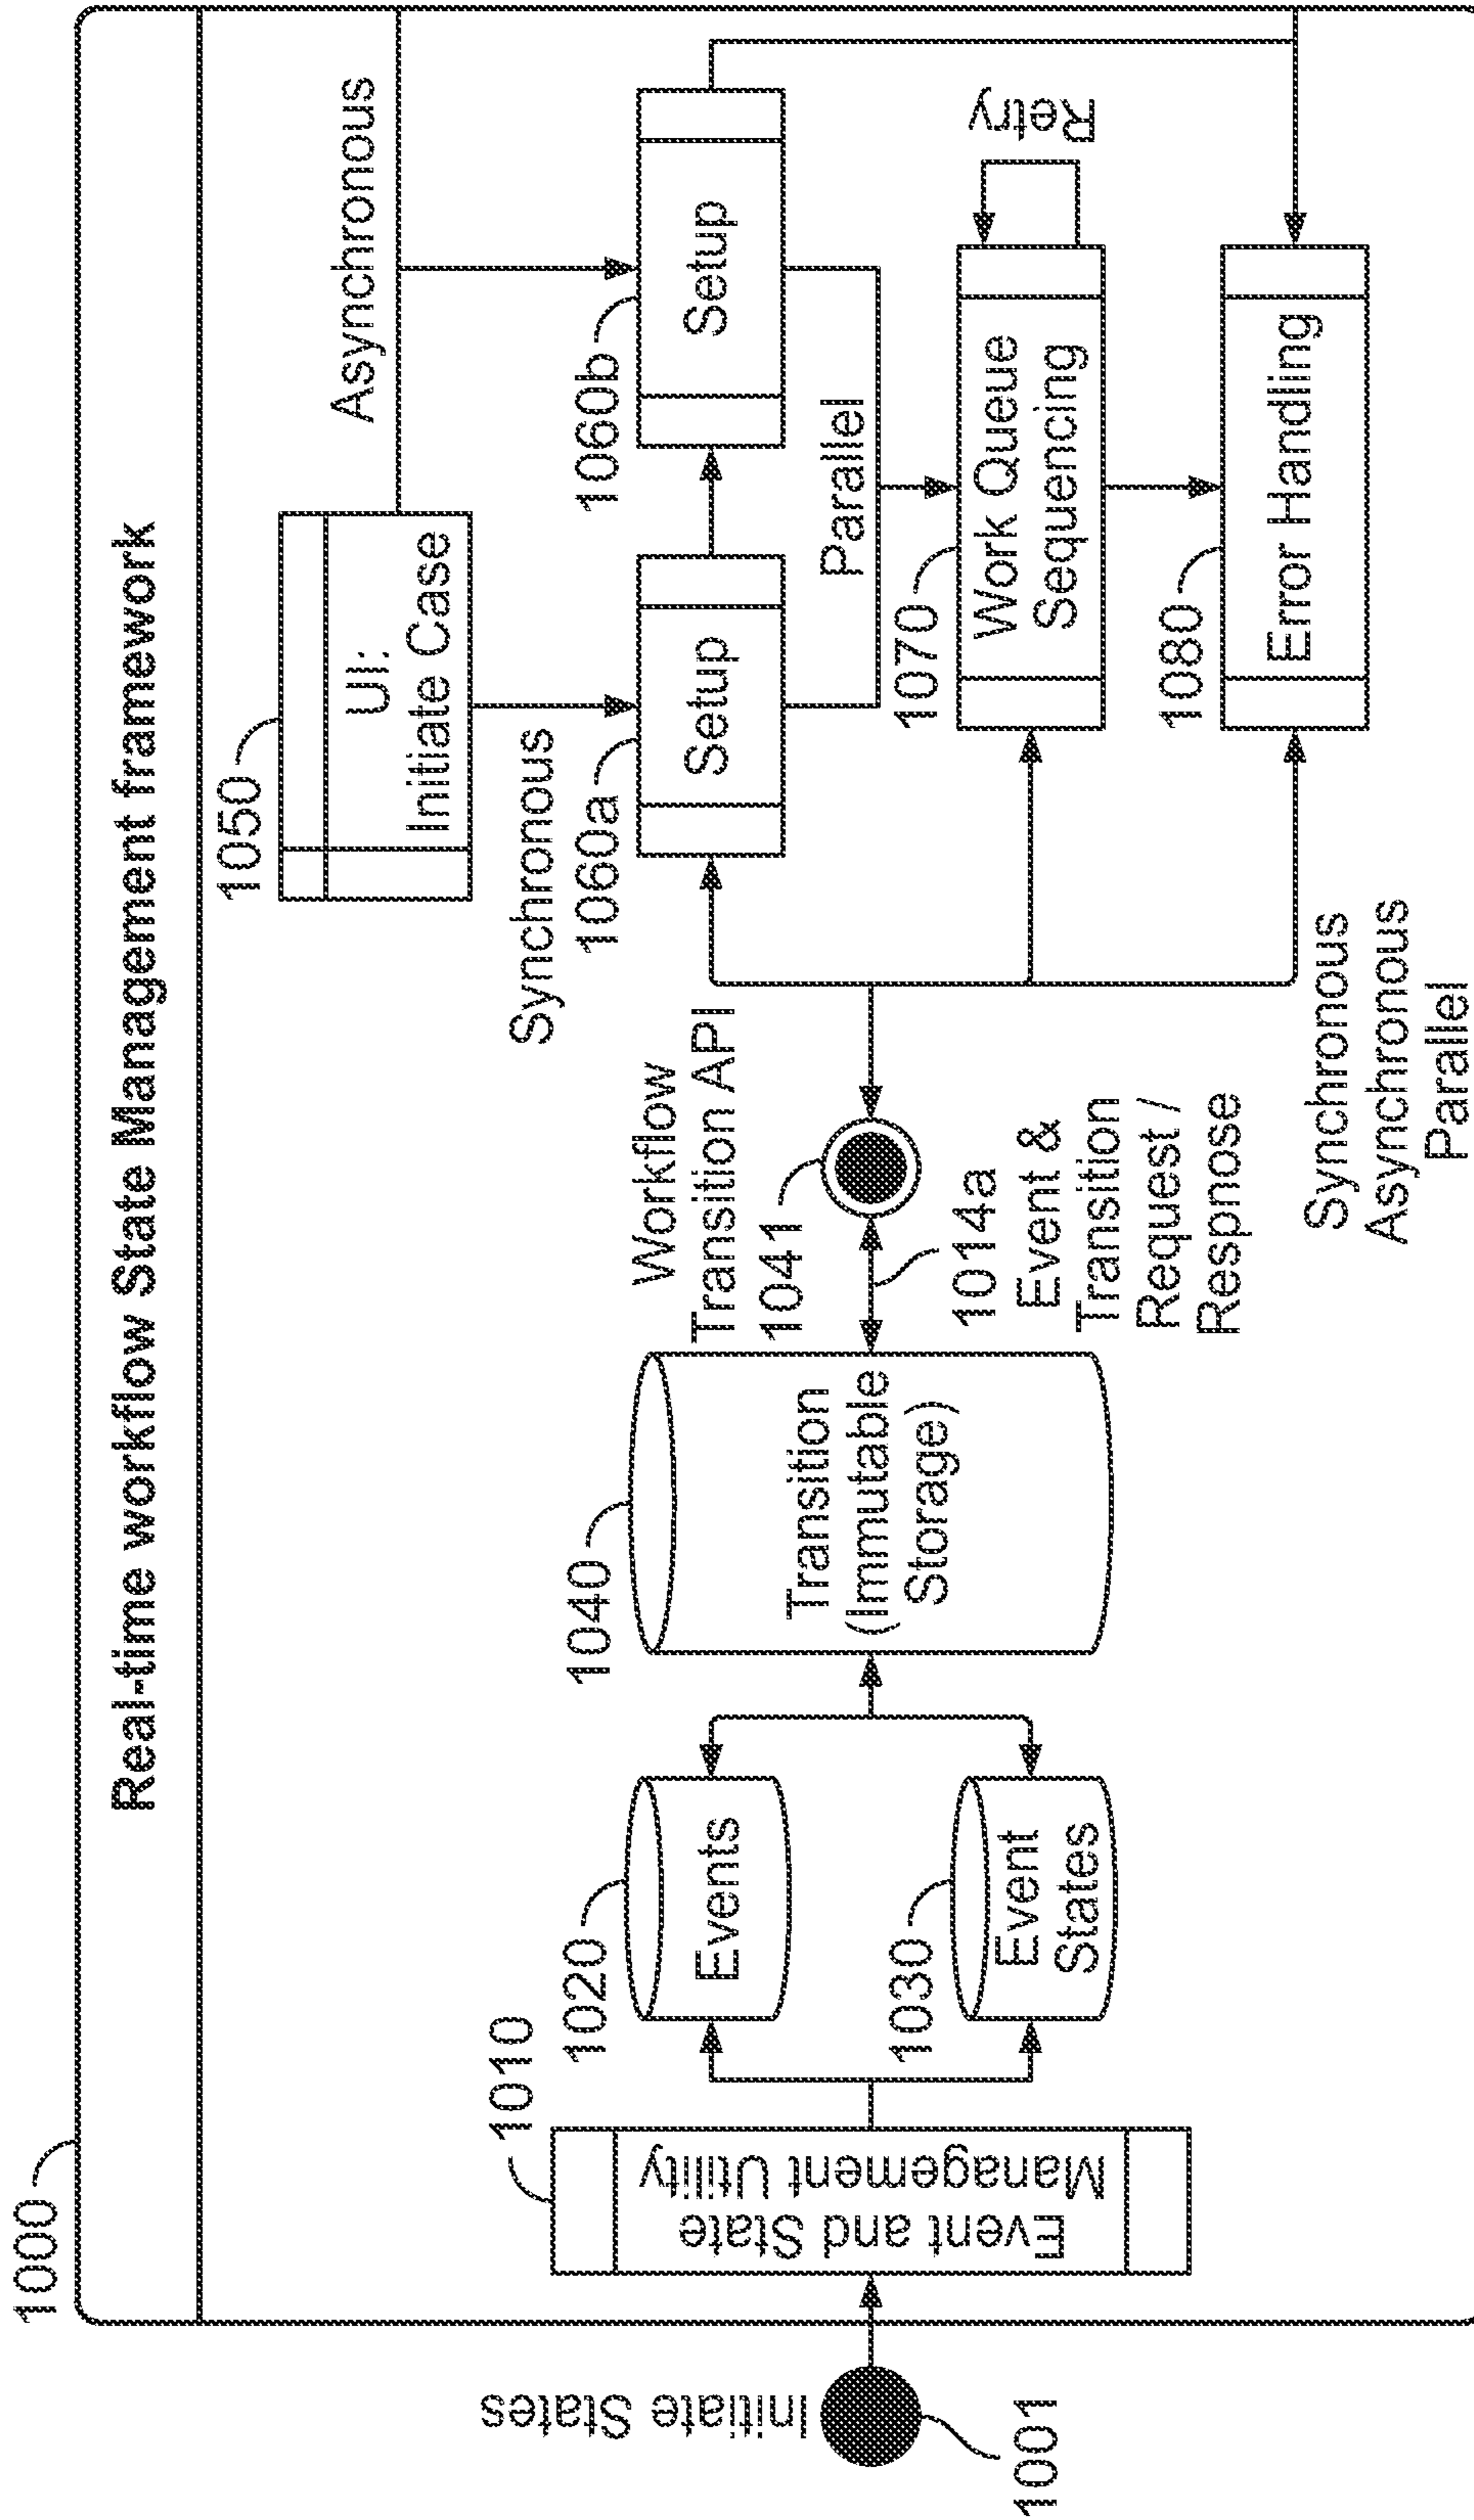 1000
Real-time workflow State Management framework
1001
Initiate States
1010
Event and State
Management Utility
1020
Events
1030
Event
States
1040
Transition
(Immutable
Storage)
Workflow
Transition API
1041
1014a
Event &
Transition
Request /
Response
1050
UI:
Initiate Case
Asynchronous
Synchronous
1060a
Setup
1060b
Setup
Parallel
1070
Work Queue
Sequencing
Retry
1080
Error Handling
Synchronous
Asynchronous
Parallel